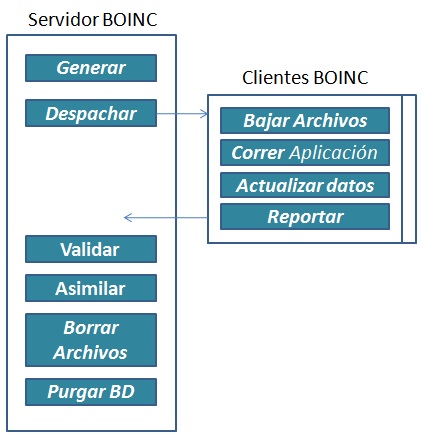 Servidor BOINC
Generar
Despachar
Validar
Asimilar
Borrar
Archivos
Purgar BD
Clientes BOINC
Bajar Archivos
Correr Aplicación
Actualizar datos
Reportar